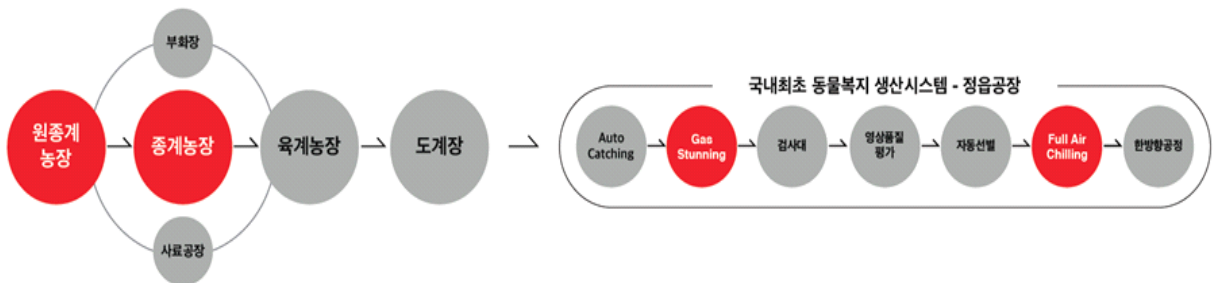 부화장
원종계
농장
종계농장
육계농장
도계장
사료공장
국내최초 동물복지 생산시스템 - 정읍공장
Auto
Catching
Gas
Stunning
검사대
영상품질
평가
자동선별
Full Air
Chilling
한방향공정